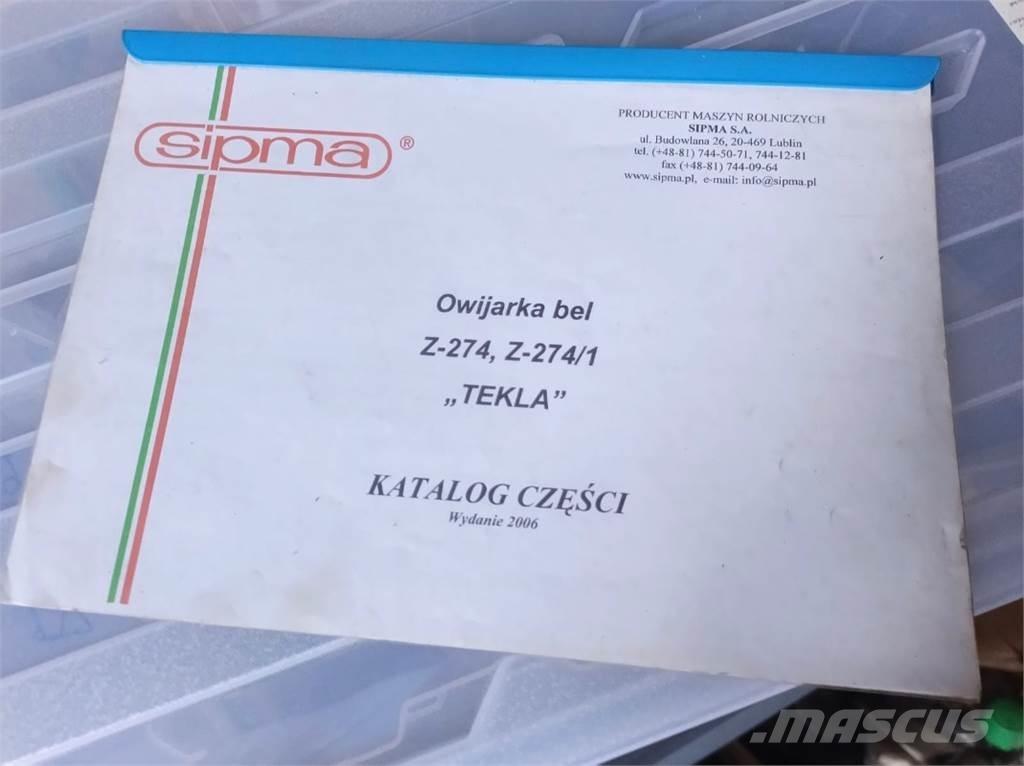 sipma ®
PRODUCENT MASZYN ROLNICZYCH
SIPMA S.A.
ul. Budowlana 26, 20-469 Lublin
tel. (+48-81) 744-50-71, 744-12-81
fax (+48-81) 744-09-64
www.sipma.pl, e-mail: info@sipma.pl
Owijarka bel
Z-274, Z-274/1
„TEKLA”
KATALOG CZĘŚCI
Wydanie 2006
MASCUS